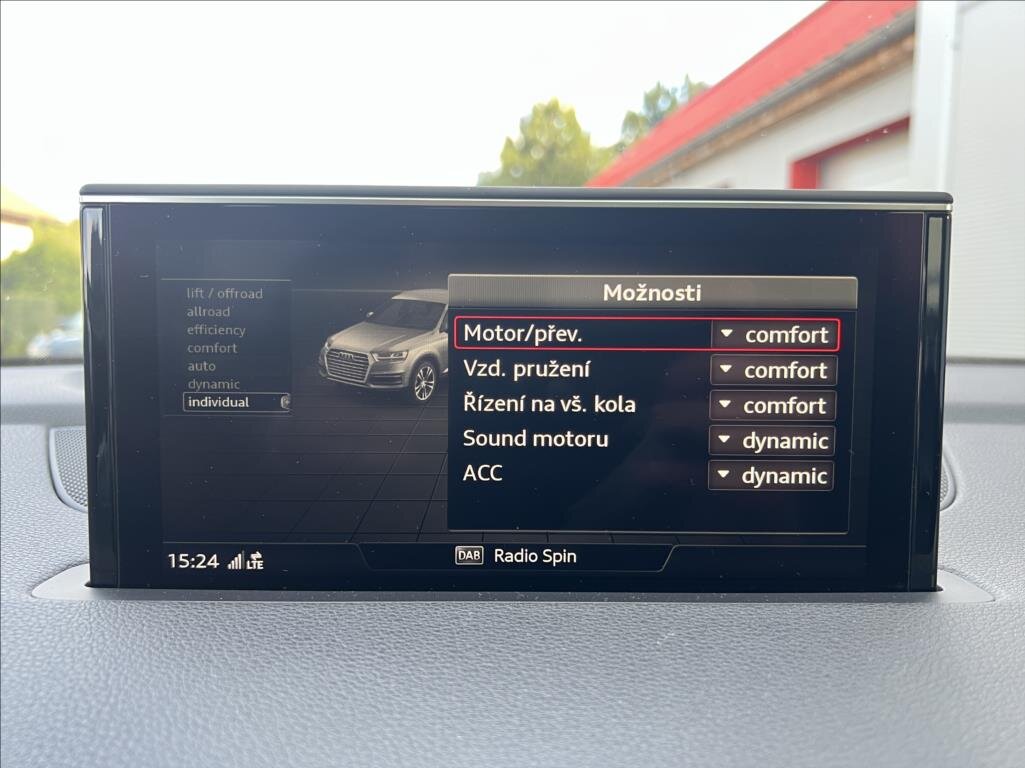 lift / offroad
allroad
efficiency
comfort
auto
dynamic
individual
Možnosti
Motor/přev. comfort
Vzd. pružení comfort
Řízení na vš. kola comfort
Sound motoru dynamic
ACC dynamic
15:24 LTE
DAB Radio Spin